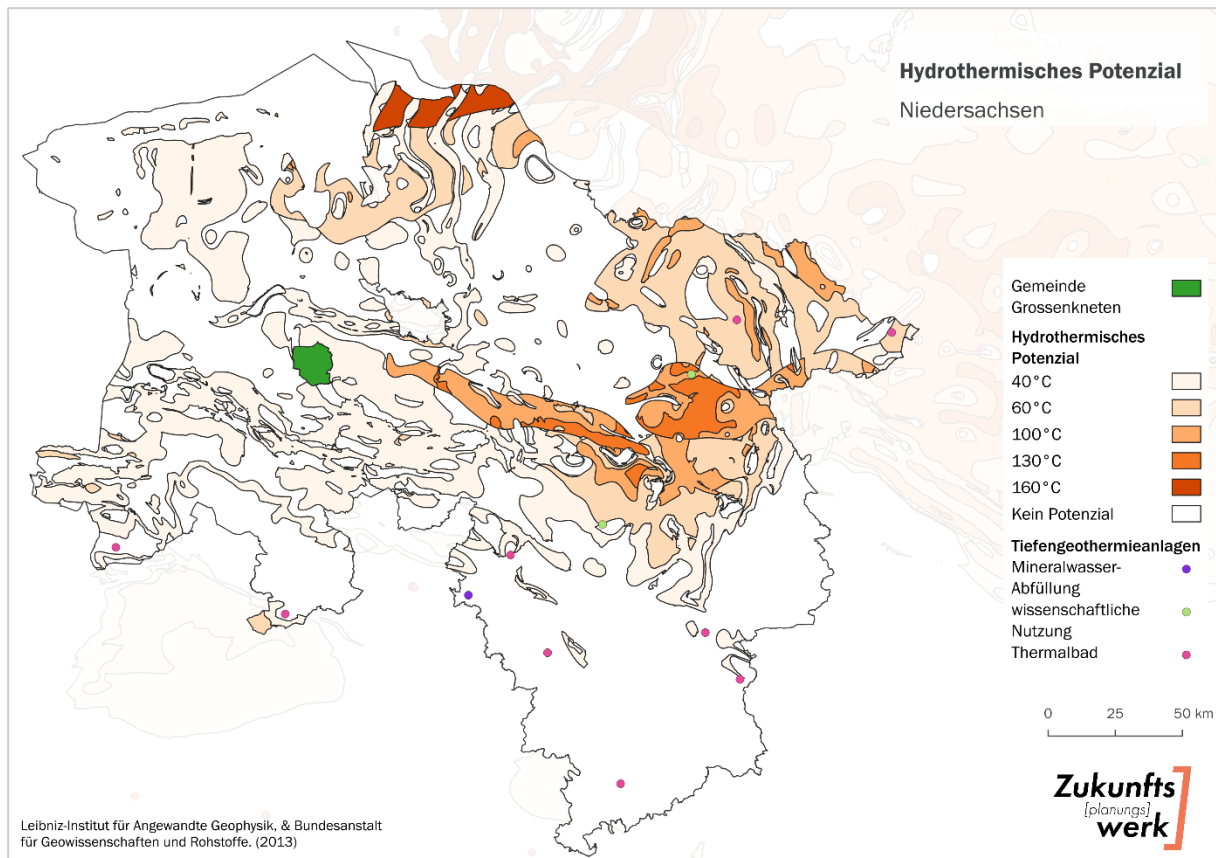 Hydrothermisches Potenzial
Niedersachsen
Gemeinde
Grossenkneten
Hydrothermisches
Potenzial
40°C
60°C
100°C
130°C
160°C
Kein Potenzial
Tiefengeothermieanlagen
Mineralwasser-
Abfüllung
wissenschaftliche
Nutzung
Thermalbad
0 25 50 km
Zukunfts
[planungs]
werk
Leibniz-Institut für Angewandte Geophysik, & Bundesanstalt
für Geowissenschaften und Rohstoffe. (2013)